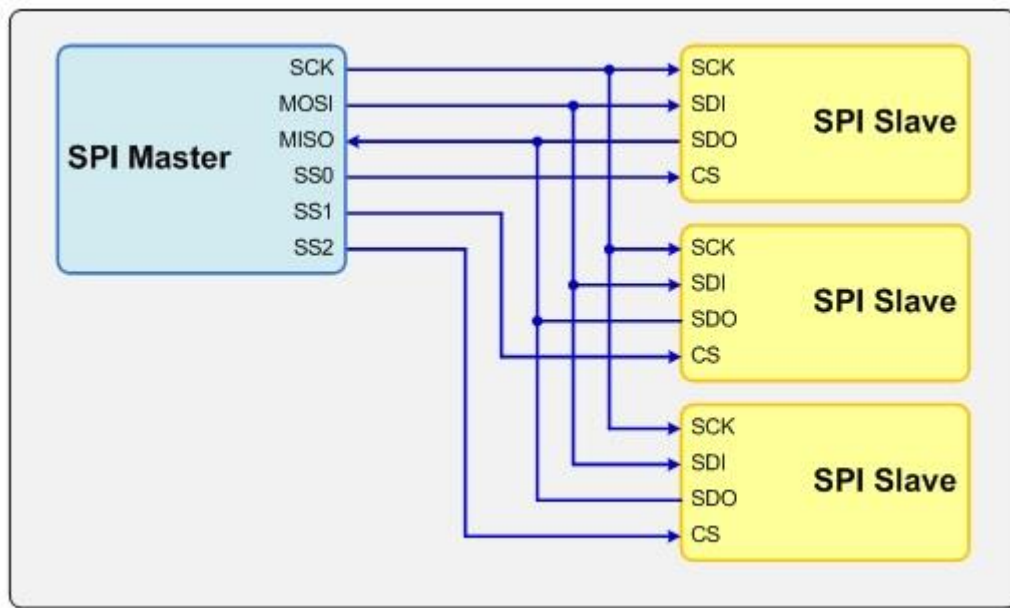 SPI Master
SCK
MOSI
MISO
SS0
SS1
SS2
SCK
SDI
SDO
CS
SPI Slave
SCK
SDI
SDO
CS
SPI Slave
SCK
SDI
SDO
CS
SPI Slave